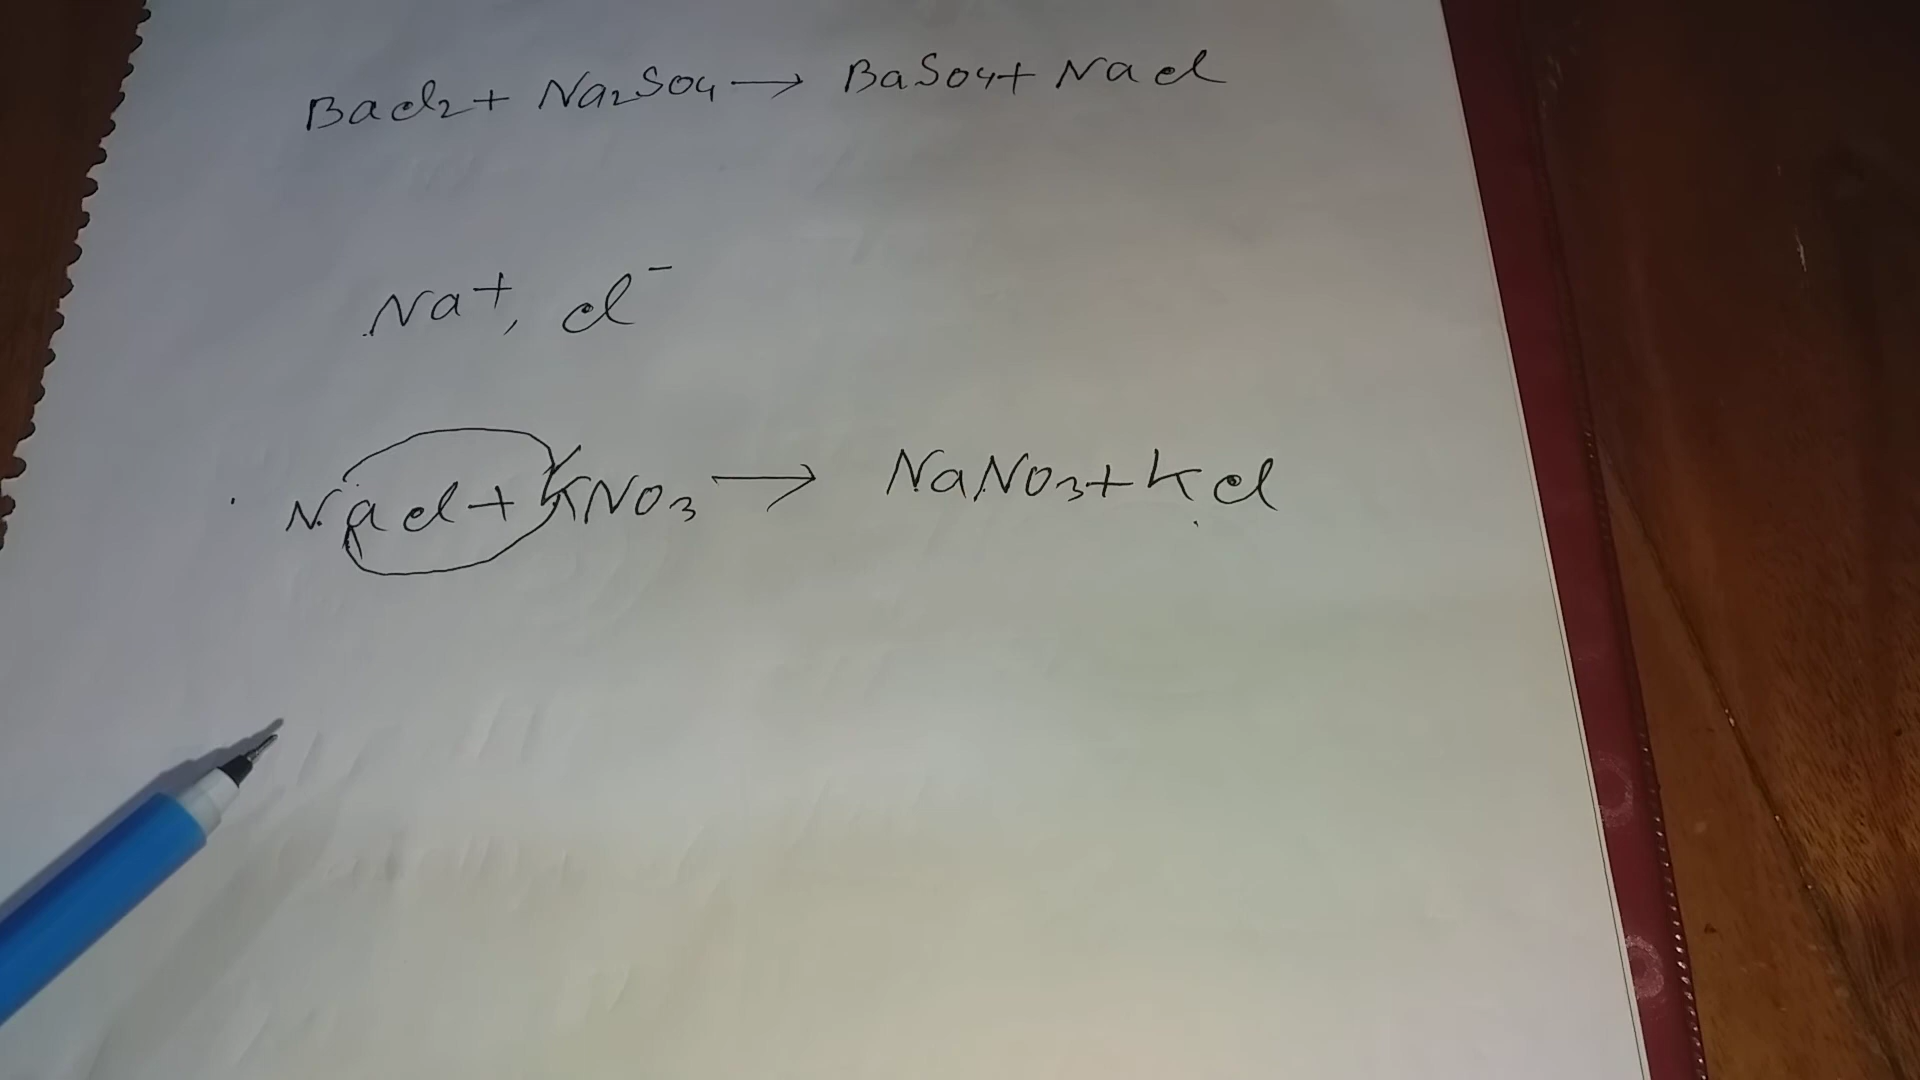 BaCl₂ + Na₂SO₄ → BaSO₄ + NaCl
Na⁺, Cl⁻
NaCl + KNO₃ → NaNO₃ + KCl